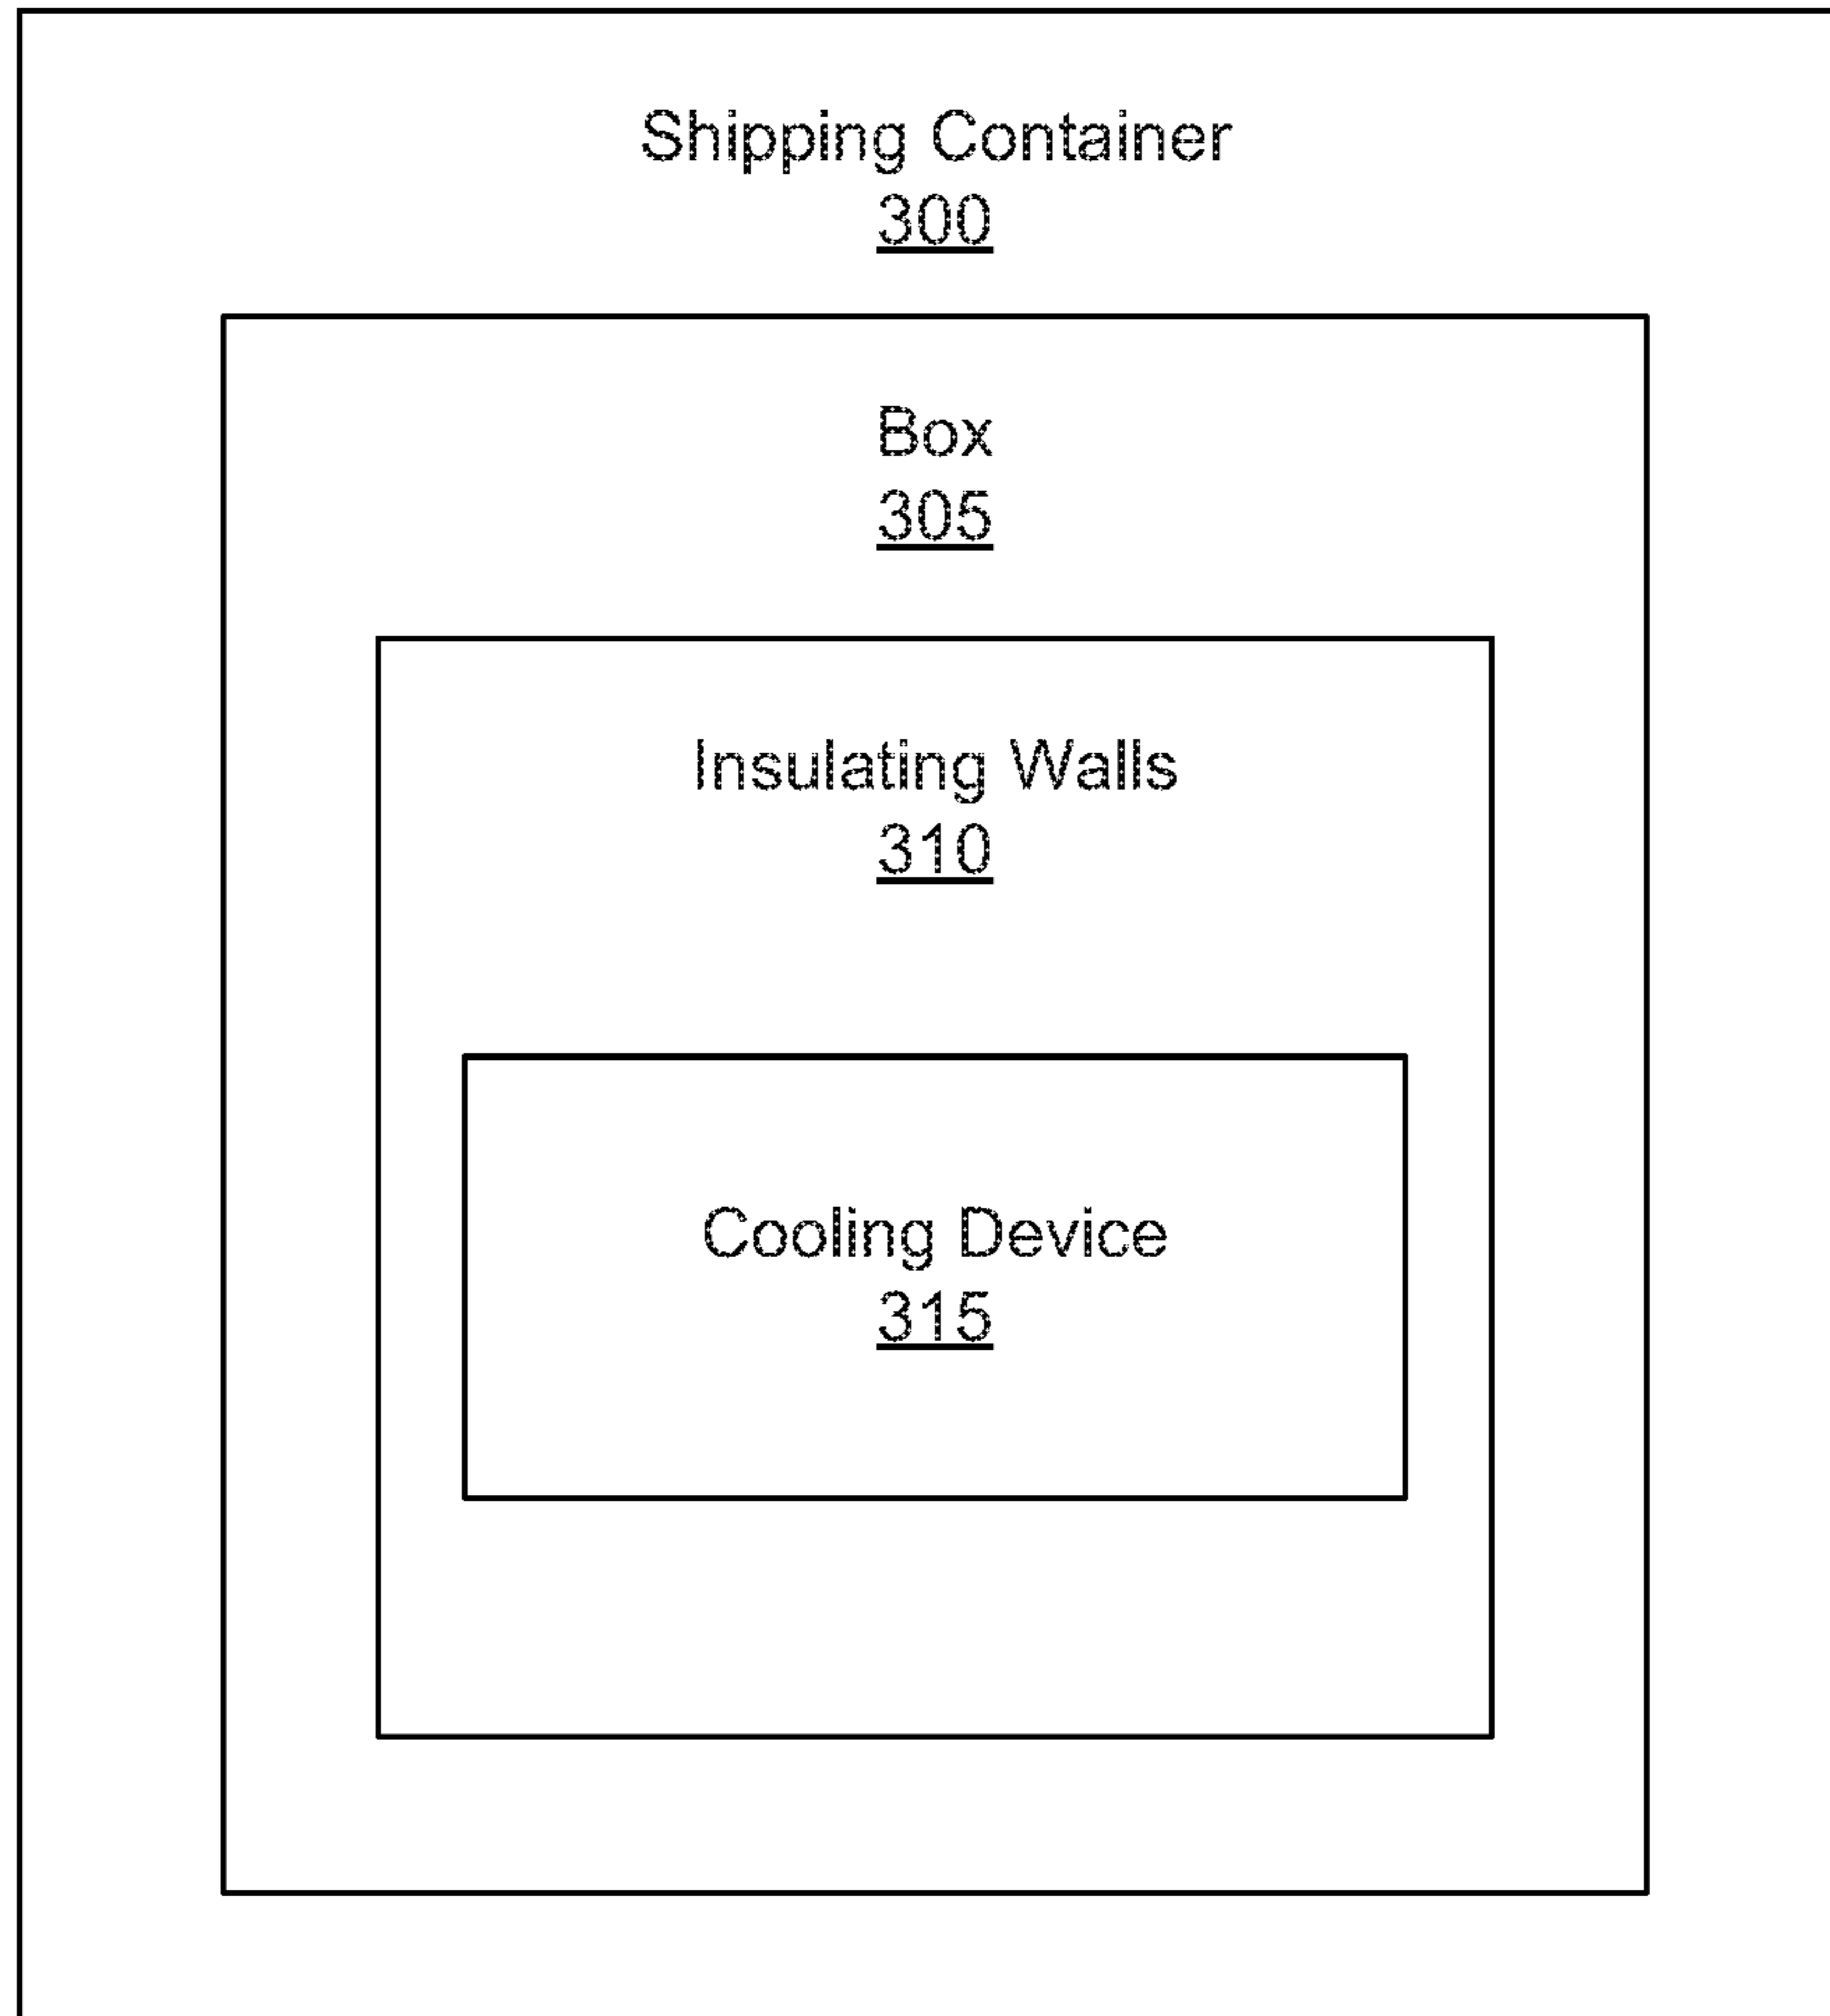 Shipping Container
300
Box
305
Insulating Walls
310
Cooling Device
315